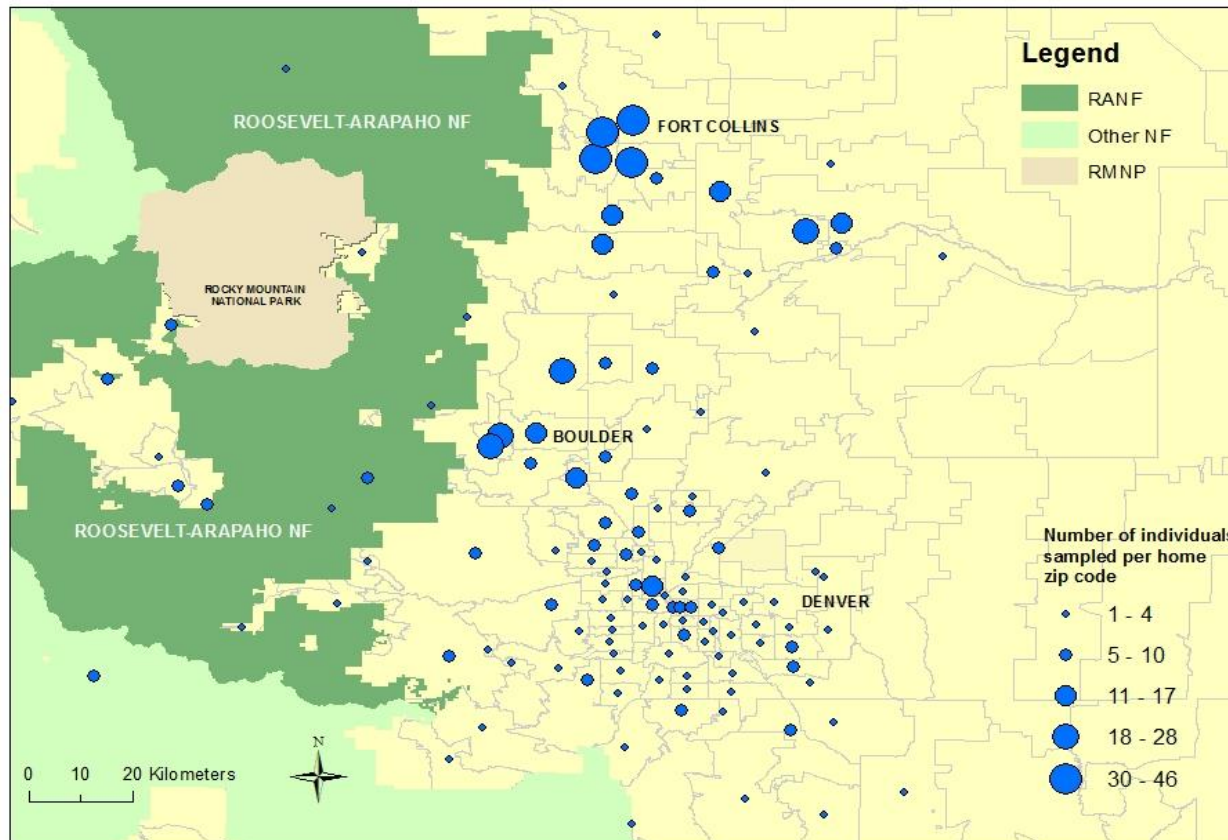 Legend
RANF
Other NF
RMNP
ROOSEVELT-ARAPAHO NF
FORT COLLINS
ROCKY MOUNTAIN
NATIONAL PARK
BOULDER
ROOSEVELT-ARAPAHO NF
DENVER
Number of individuals
sampled per home
zip code
1 - 4
5 - 10
11 - 17
18 - 28
30 - 46
N
0 10 20 Kilometers